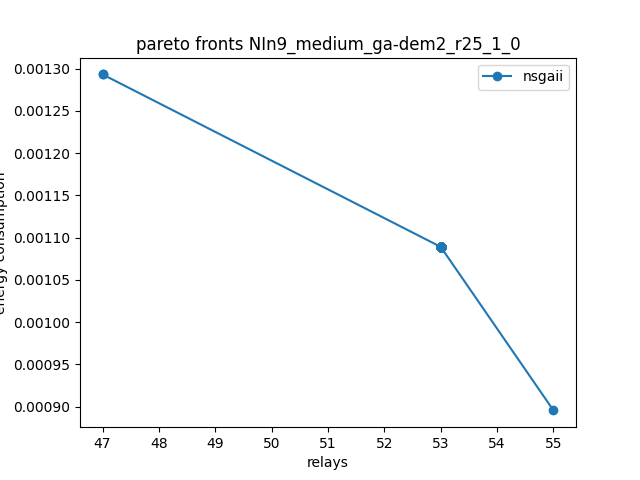 pareto fronts NIn9_medium_ga-dem2_r25_1_0
nsgaii
0.00130
0.00125
0.00120
0.00115
0.00110
0.00105
0.00100
0.00095
0.00090
energy consumption
47 48 49 50 51 52 53 54 55
relays